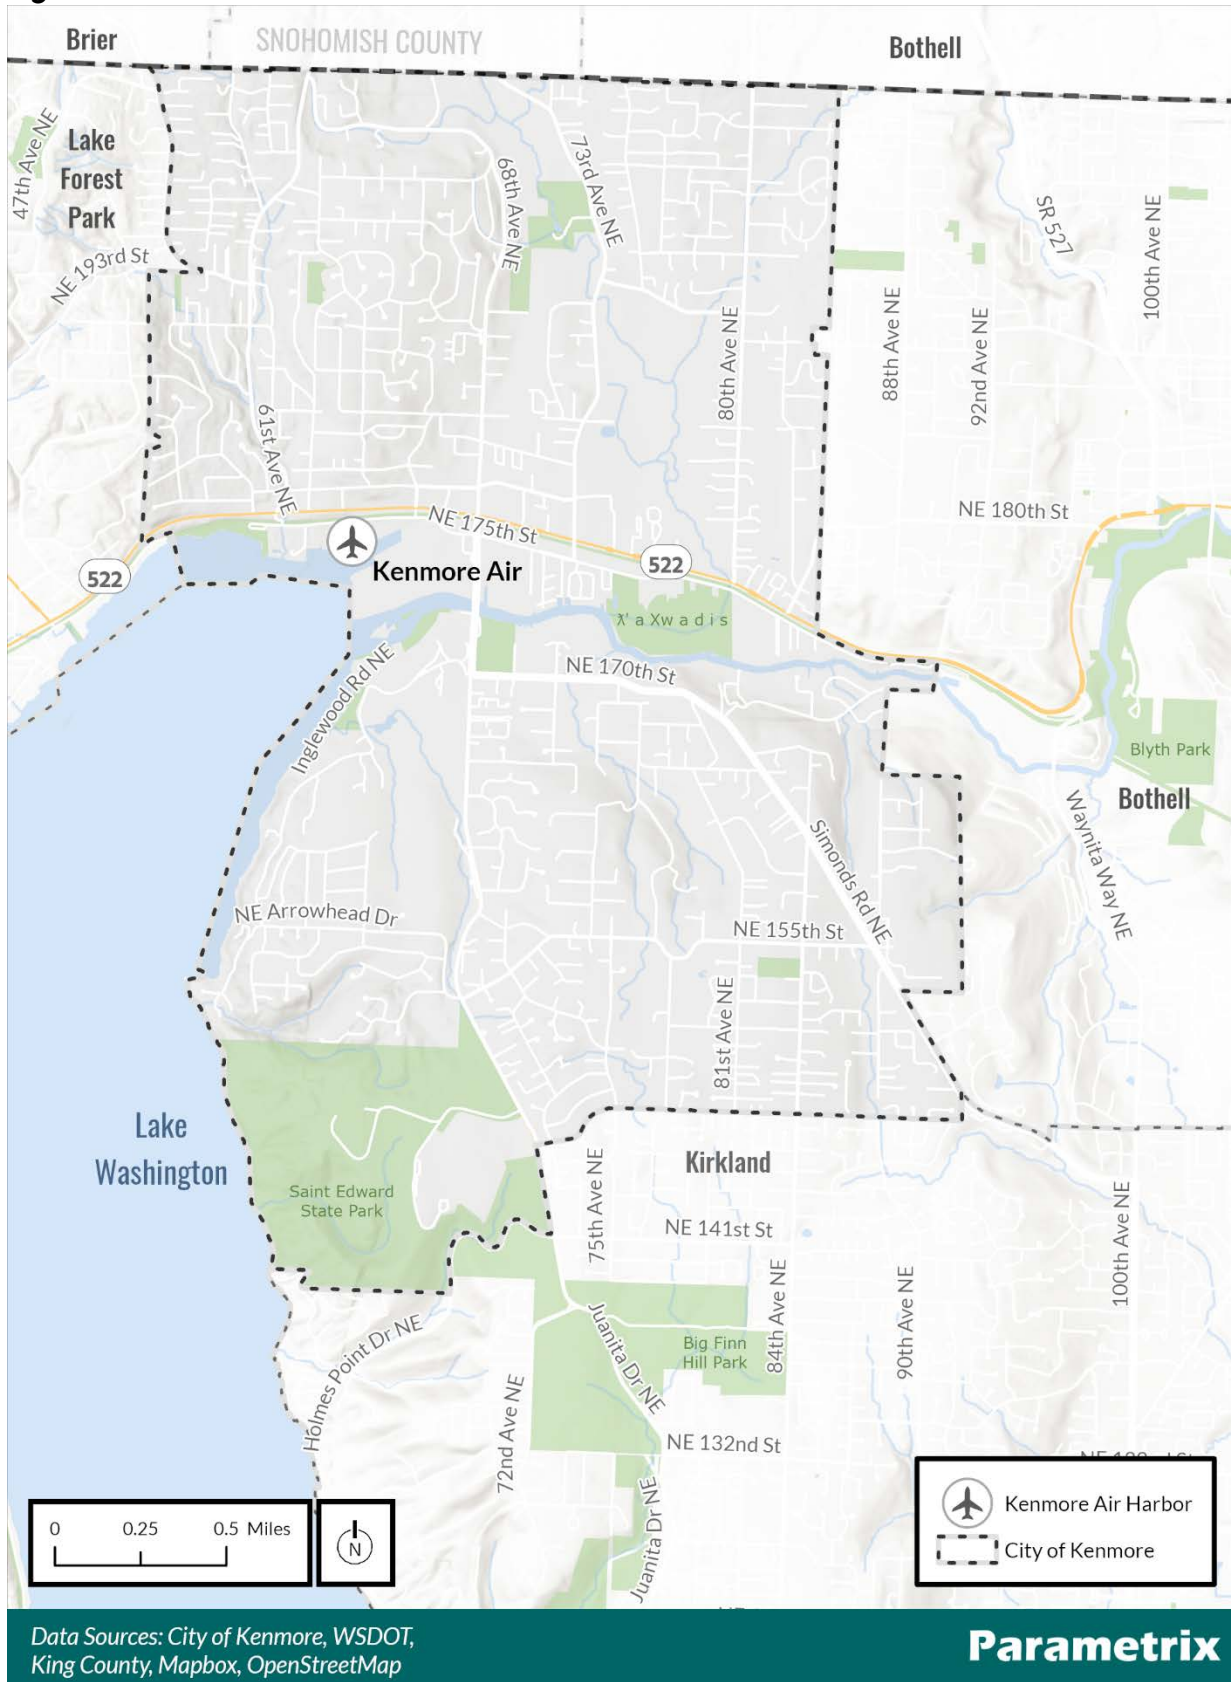 Brier
SNOHOMISH COUNTY
Bothell
Lake
Forest
Park
47th Ave NE
NE 193rd St
68th Ave NE
73rd Ave NE
SR 527
100th Ave NE
80th Ave NE
88th Ave NE
92nd Ave NE
61st Ave NE
NE 175th St
NE 180th St
522
Kenmore Air
522
ƛ' a Xw a d i s
Inglewood Rd NE
NE 170th St
Blyth Park
Bothell
Waynita Way NE
Simonds Rd NE
NE Arrowhead Dr
NE 155th St
81st Ave NE
Lake
Washington
Saint Edward
State Park
75th Ave NE
Kirkland
NE 141st St
100th Ave NE
84th Ave NE
90th Ave NE
Holmes Point Dr NE
Juanita Dr NE
Big Finn
Hill Park
72nd Ave NE
NE 132nd St
Juanita Dr NE
0 0.25 0.5 Miles
N
Kenmore Air Harbor
City of Kenmore
Data Sources: City of Kenmore, WSDOT,
King County, Mapbox, OpenStreetMap
Parametrix